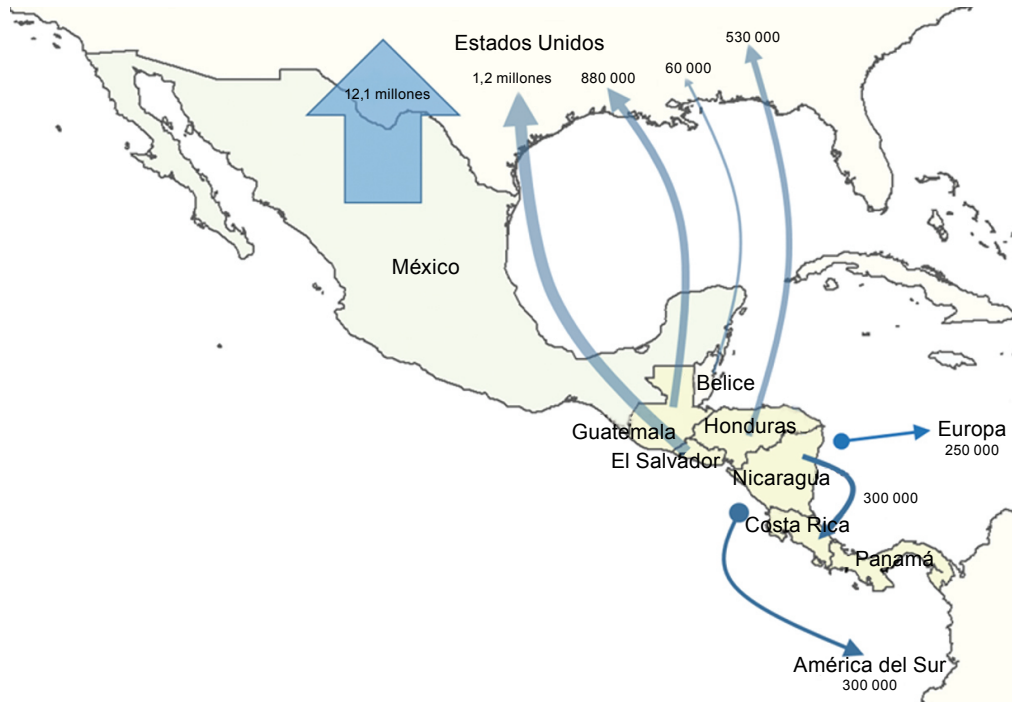 530 000
Estados Unidos
1,2 millones
880 000
60 000
12,1 millones
México
Belice
Guatemala
Honduras
El Salvador
Nicaragua
Europa
250 000
300 000
Costa Rica
Panamá
América del Sur
300 000